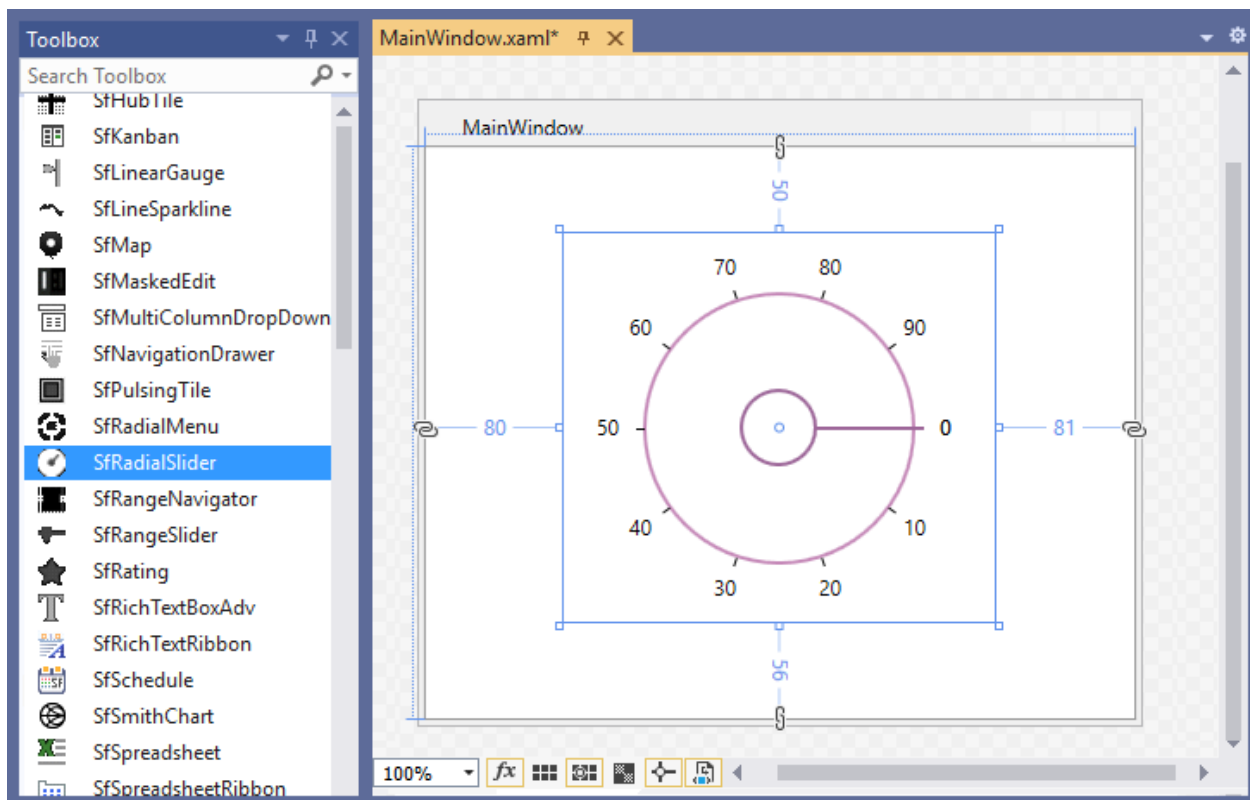 Toolbox
Search Toolbox
SfHubTile
SfKanban
SfLinearGauge
SfLineSparkline
SfMap
SfMaskedEdit
SfMultiColumnDropDown
SfNavigationDrawer
SfPulsingTile
SfRadialMenu
SfRadialSlider
SfRangeNavigator
SfRangeSlider
SfRating
SfRichTextBoxAdv
SfRichTextRibbon
SfSchedule
SfSmithChart
SfSpreadsheet
SfSpreadsheetRibbon
MainWindow.xaml*
MainWindow
50
70 80
60 90
80 50 0 81
40 10
30 20
56
100% fx